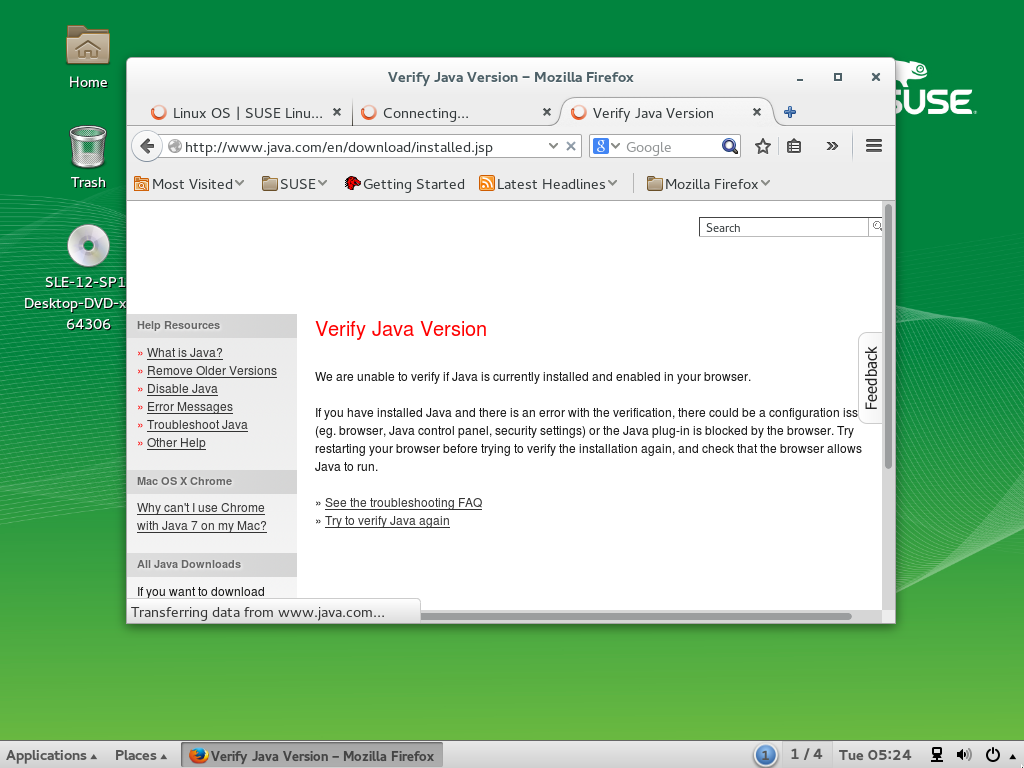 Home
Trash
SLE-12-SP1
Desktop-DVD-x
64306
SUSE
Verify Java Version – Mozilla Firefox
Linux OS | SUSE Linu...
Connecting...
Verify Java Version
http://www.java.com/en/download/installed.jsp
8
Google
Most Visited
SUSE
Getting Started
Latest Headlines
Mozilla Firefox
Search
Help Resources
» What is Java?
» Remove Older Versions
» Disable Java
» Error Messages
» Troubleshoot Java
» Other Help
Mac OS X Chrome
Why can't I use Chrome
with Java 7 on my Mac?
All Java Downloads
If you want to download
Verify Java Version
We are unable to verify if Java is currently installed and enabled in your browser.
If you have installed Java and there is an error with the verification, there could be a configuration iss
(eg. browser, Java control panel, security settings) or the Java plug-in is blocked by the browser. Try
restarting your browser before trying to verify the installation again, and check that the browser allows
Java to run.
» See the troubleshooting FAQ
» Try to verify Java again
Feedback
Transferring data from www.java.com...
Applications
Places
Verify Java Version – Mozilla Firefox
1
1 / 4
Tue 05:24